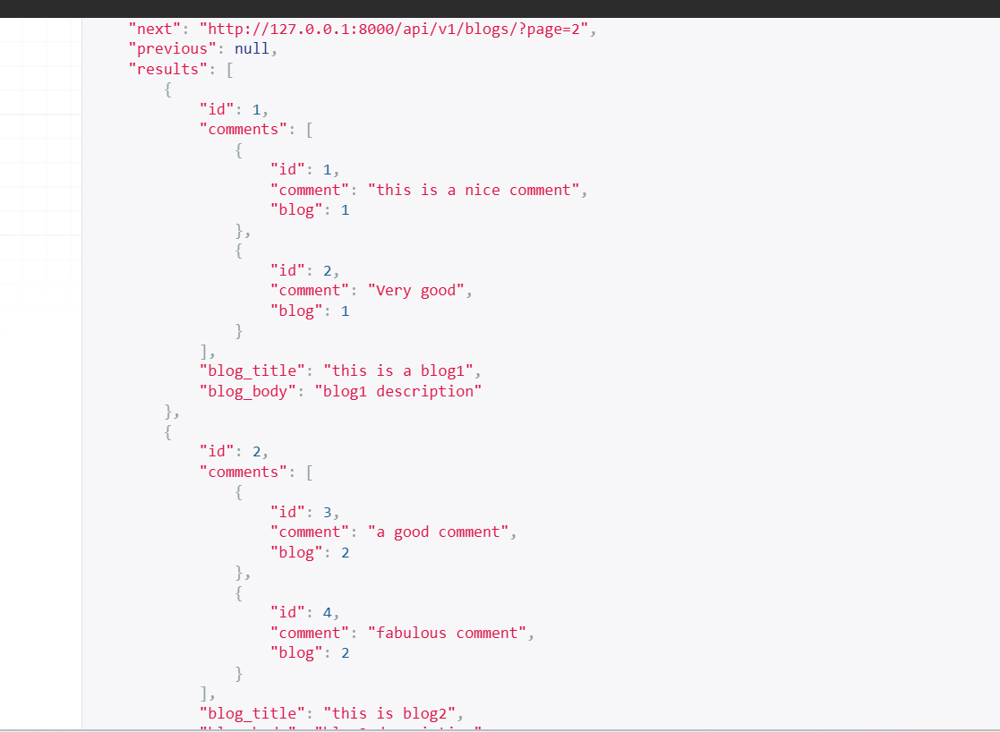 "next": "http://127.0.0.1:8000/api/v1/blogs/?page=2",
"previous": null,
"results": [
{
"id": 1,
"comments": [
{
"id": 1,
"comment": "this is a nice comment",
"blog": 1
},
{
"id": 2,
"comment": "Very good",
"blog": 1
}
],
"blog_title": "this is a blog1",
"blog_body": "blog1 description"
},
{
"id": 2,
"comments": [
{
"id": 3,
"comment": "a good comment",
"blog": 2
},
{
"id": 4,
"comment": "fabulous comment",
"blog": 2
}
],
"blog_title": "this is blog2",